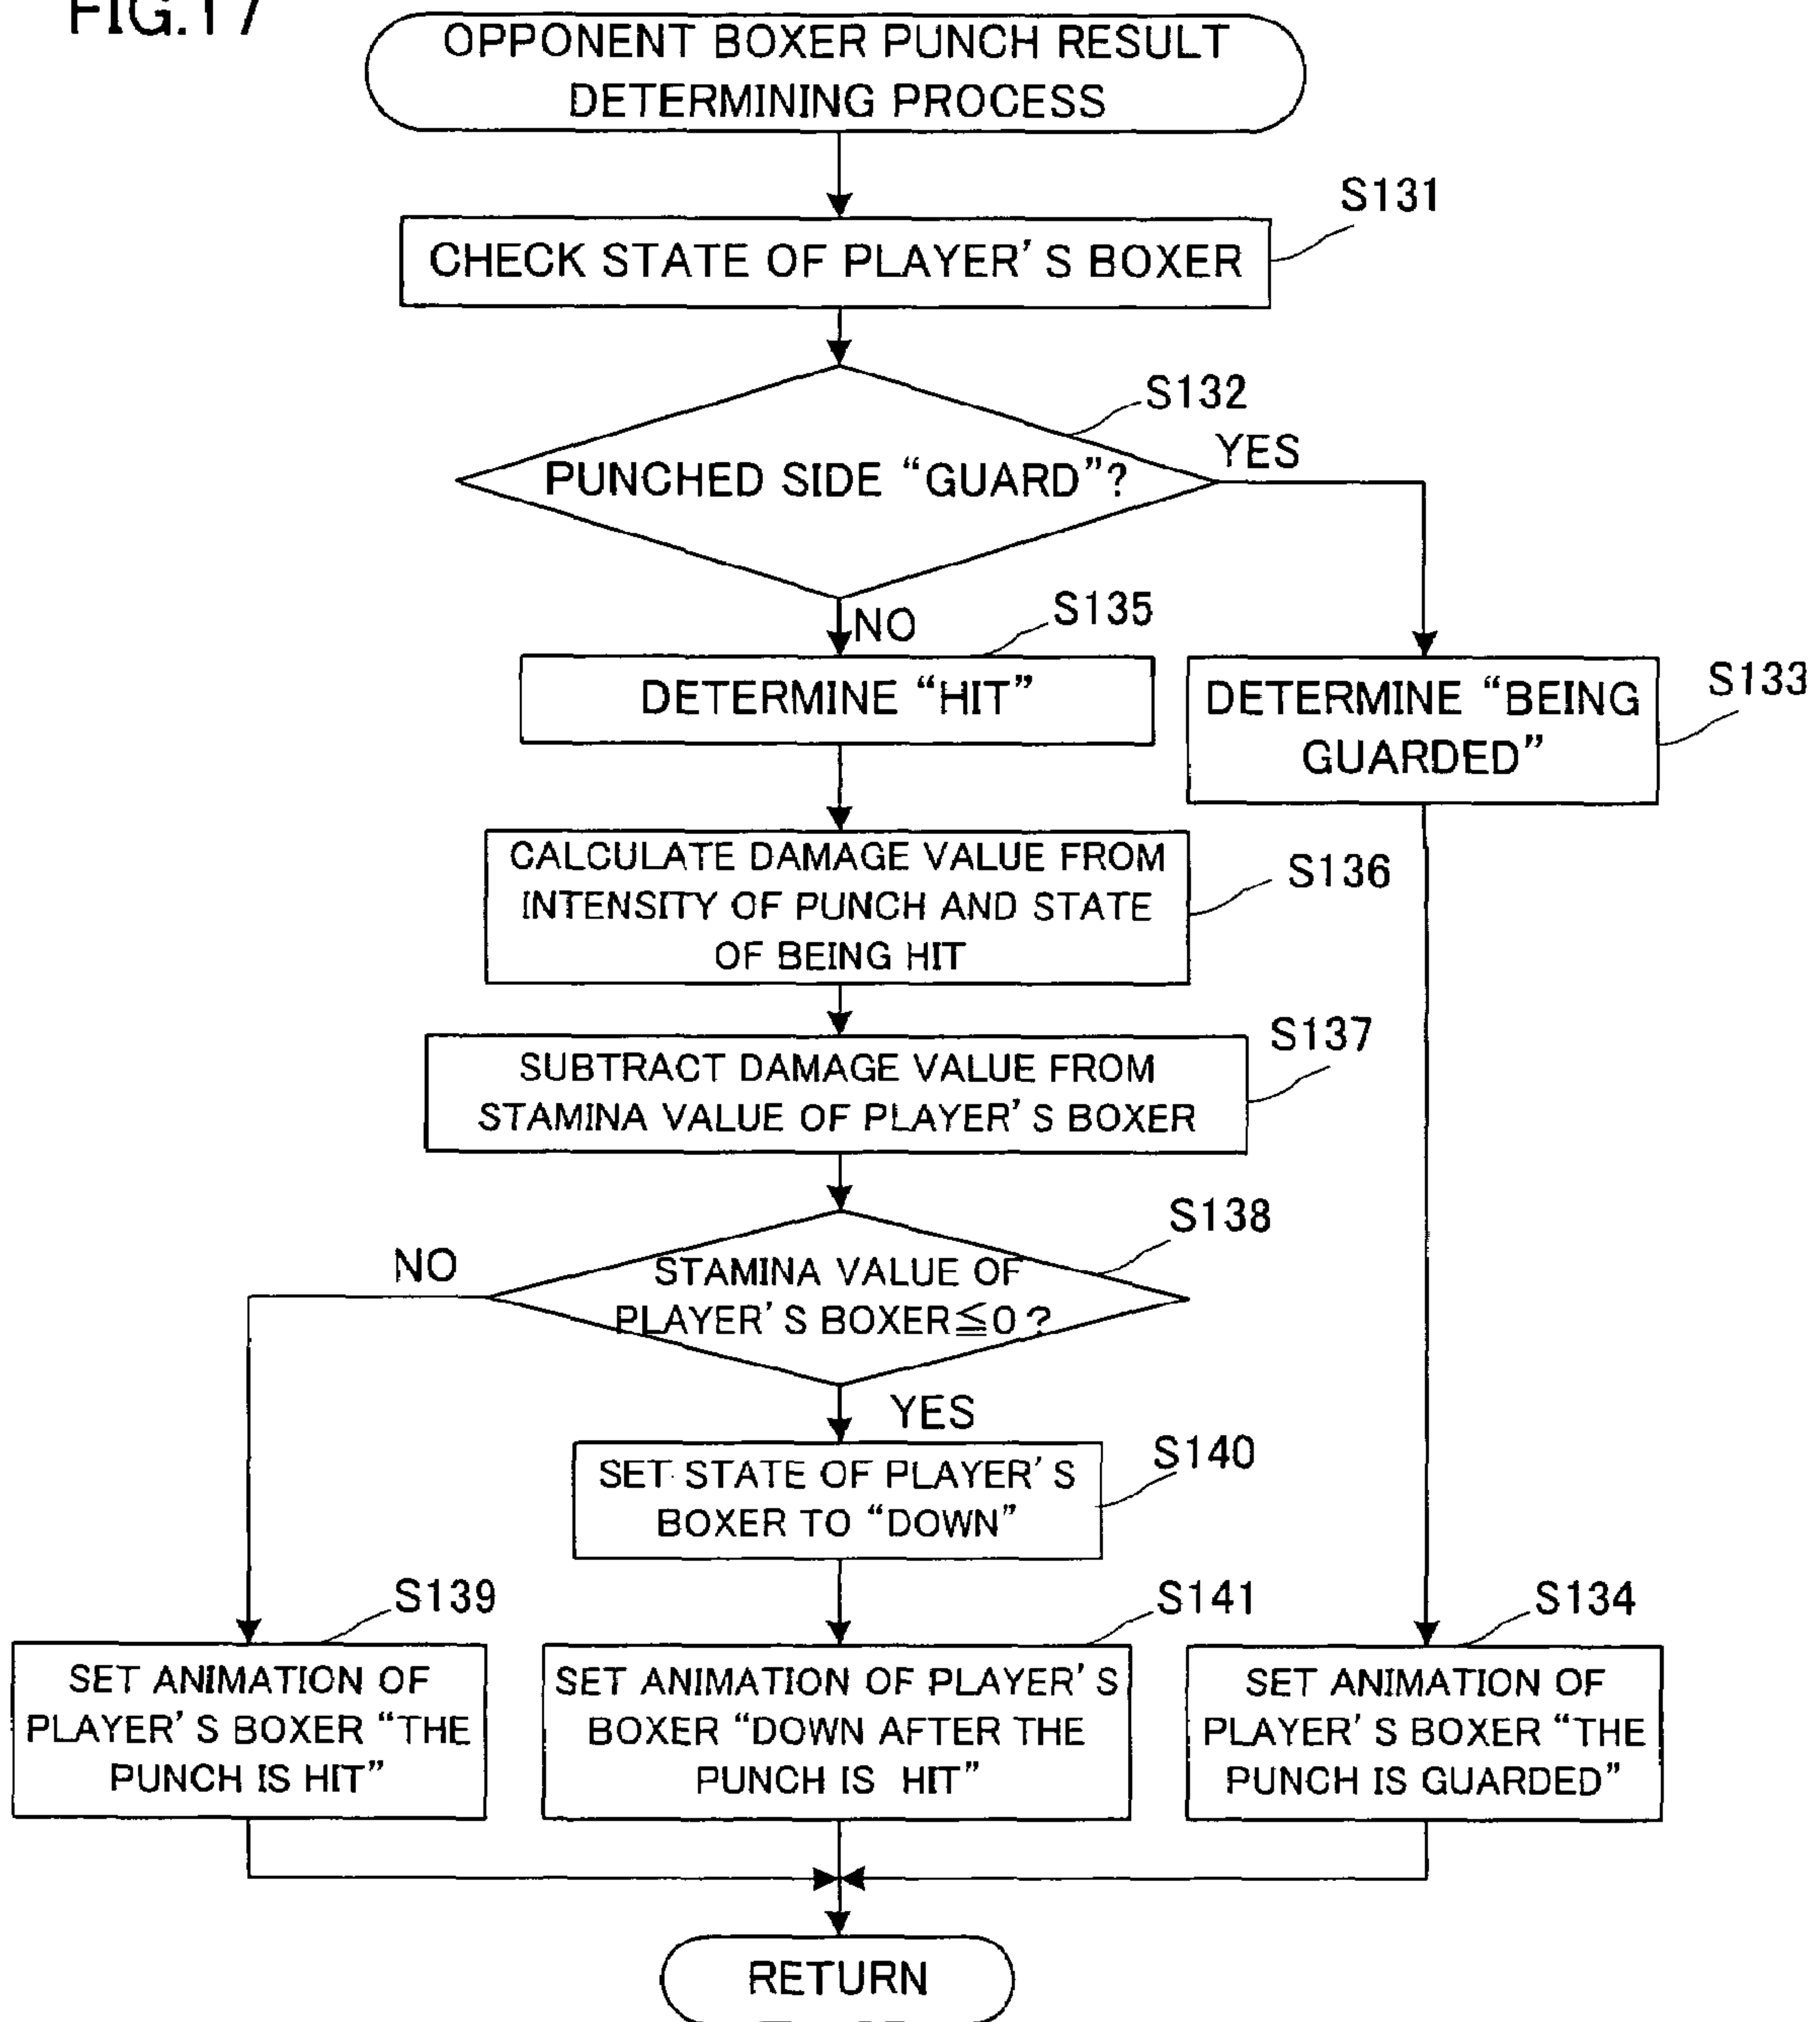 FIG.17
OPPONENT BOXER PUNCH RESULT
DETERMINING PROCESS
S131
CHECK STATE OF PLAYER'S BOXER
S132
PUNCHED SIDE “GUARD”?
YES
NO
S135
DETERMINE “HIT”
S133
DETERMINE “BEING
GUARDED”
CALCULATE DAMAGE VALUE FROM
INTENSITY OF PUNCH AND STATE
OF BEING HIT
S136
S137
SUBTRACT DAMAGE VALUE FROM
STAMINA VALUE OF PLAYER'S BOXER
S138
NO
STAMINA VALUE OF
PLAYER'S BOXER≦0?
YES
S140
SET STATE OF PLAYER'S
BOXER TO “DOWN”
S139
SET ANIMATION OF
PLAYER'S BOXER “THE
PUNCH IS HIT”
S141
SET ANIMATION OF PLAYER'S
BOXER “DOWN AFTER THE
PUNCH IS HIT”
S134
SET ANIMATION OF
PLAYER'S BOXER “THE
PUNCH IS GUARDED”
RETURN